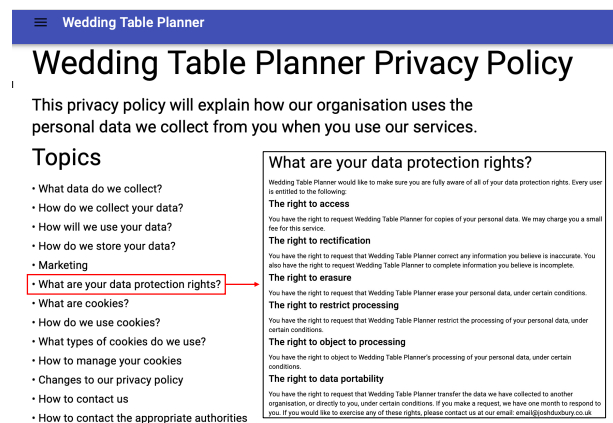 Wedding Table Planner
Wedding Table Planner Privacy Policy
This privacy policy will explain how our organisation uses the
personal data we collect from you when you use our services.
Topics
• What data do we collect?
• How do we collect your data?
• How will we use your data?
• How do we store your data?
• Marketing
• What are your data protection rights?
• What are cookies?
• How do we use cookies?
• What types of cookies do we use?
• How to manage your cookies
• Changes to our privacy policy
• How to contact us
• How to contact the appropriate authorities
What are your data protection rights?
Wedding Table Planner would like to make sure you are fully aware of all of your data protection rights. Every user
is entitled to the following:
The right to access
You have the right to request Wedding Table Planner for copies of your personal data. We may charge you a small
fee for this service.
The right to rectification
You have the right to request that Wedding Table Planner correct any information you believe is inaccurate. You
also have the right to request Wedding Table Planner to complete information you believe is incomplete.
The right to erasure
You have the right to request that Wedding Table Planner erase your personal data, under certain conditions.
The right to restrict processing
You have the right to request that Wedding Table Planner restrict the processing of your personal data, under
certain conditions.
The right to object to processing
You have the right to object to Wedding Table Planner's processing of your personal data, under certain
conditions.
The right to data portability
You have the right to request that Wedding Table Planner transfer the data we have collected to another
organisation, or directly to you, under certain conditions. If you make a request, we have one month to respond to
you. If you would like to exercise any of these rights, please contact us at our email: email@joshduxbury.co.uk